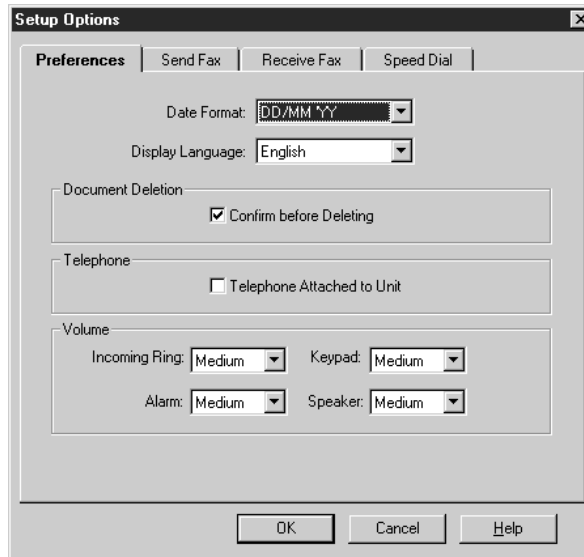 Setup Options
Preferences Send Fax Receive Fax Speed Dial
Date Format: DD/MM 'YY
Display Language: English
Document Deletion
Confirm before Deleting
Telephone
Telephone Attached to Unit
Volume
Incoming Ring: Medium Keypad: Medium
Alarm: Medium Speaker: Medium
OK Cancel Help